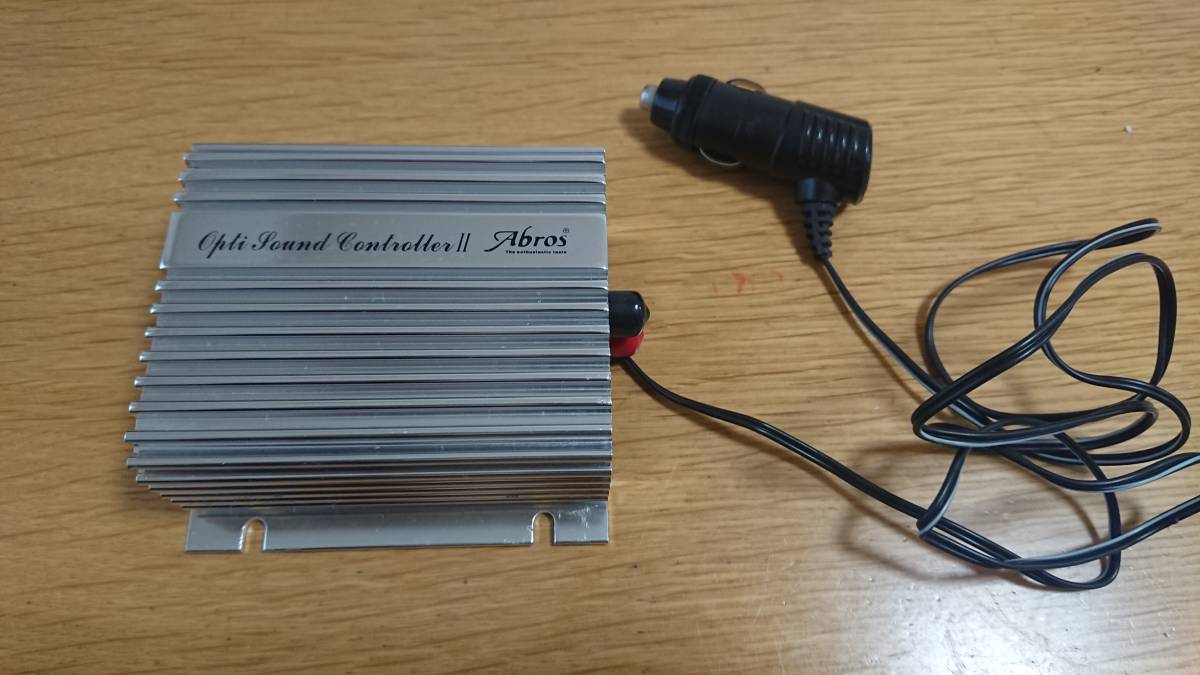 Opti Sound Controller II Abros®
The enthusiastic taste